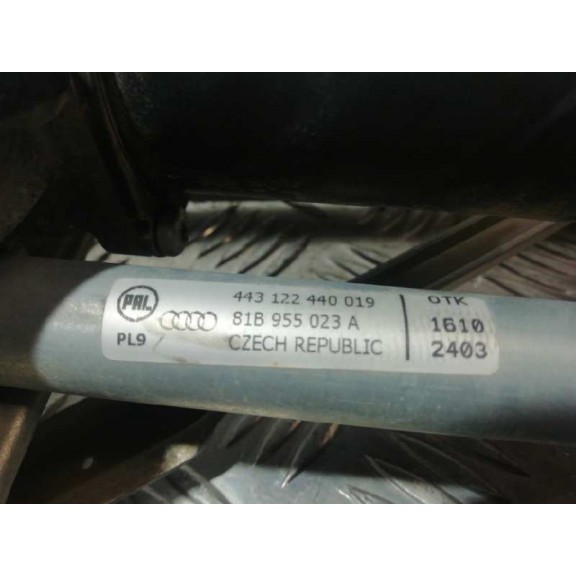 PAL 443 122 440 019 OTK
81B 955 023 A 1610
PL9 CZECH REPUBLIC 2403